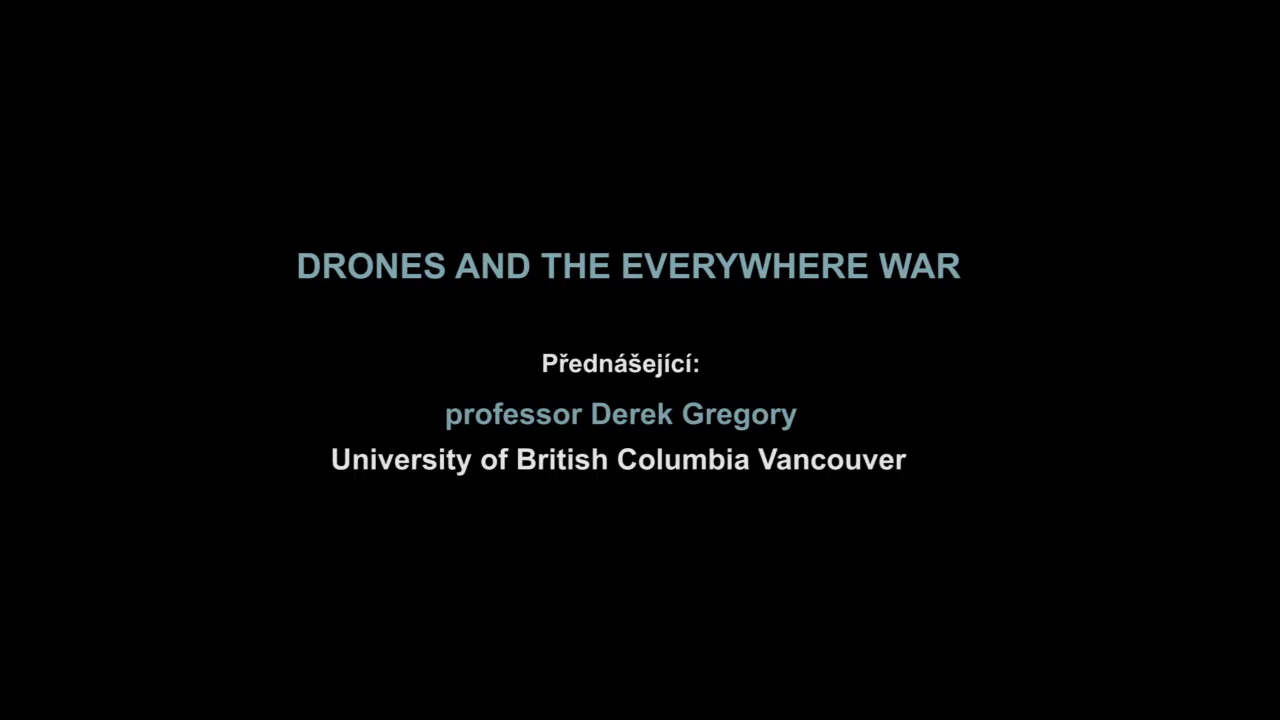 DRONES AND THE EVERYWHERE WAR
Přednášející:
professor Derek Gregory
University of British Columbia Vancouver